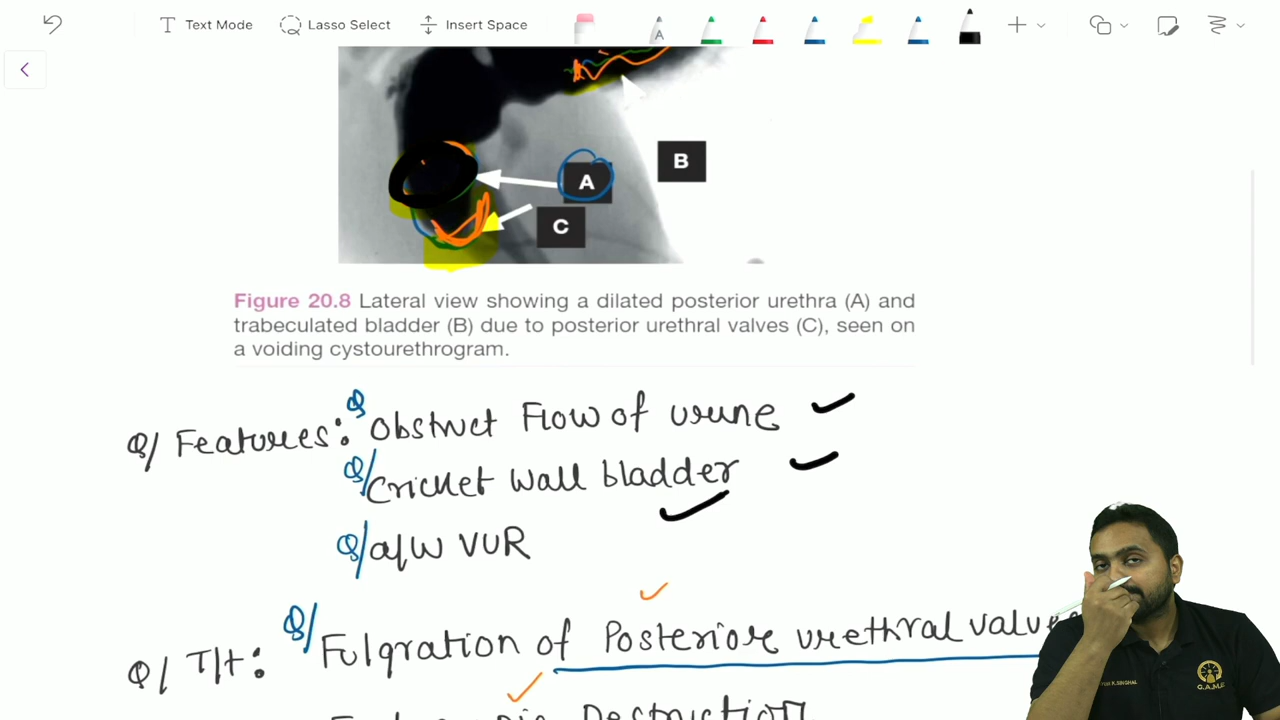 Text Mode Lasso Select Insert Space
A
B
A
C
Figure 20.8 Lateral view showing a dilated posterior urethra (A) and
trabeculated bladder (B) due to posterior urethral valves (C), seen on
a voiding cystourethrogram.
Q/ Features: Q Obstruct Flow of urine
Q/ Cricket Wall bladder
Q/ a/w VUR
Q/ T/t: Q/ Fulgration of Posterior urethral valve
Destruction
K.SINGHAL
G.A.M.E